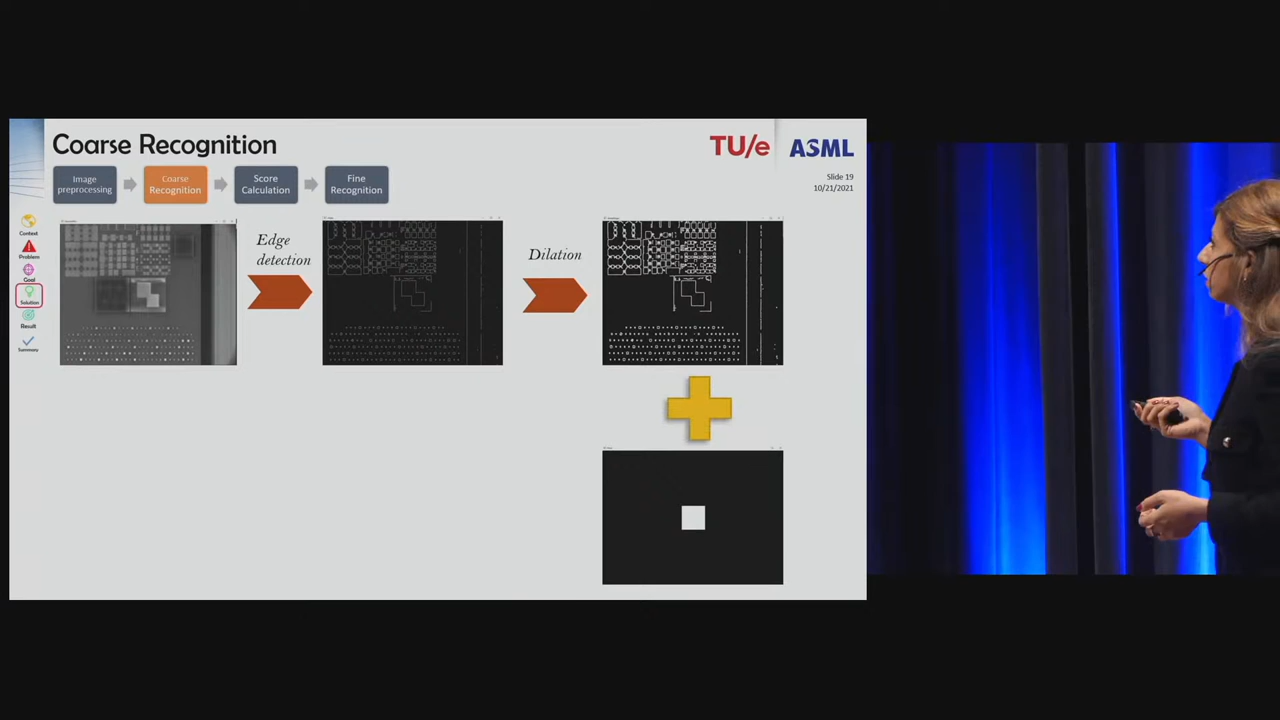 Coarse Recognition
TU/e
ASML
Image
preprocessing
Coarse
Recognition
Score
Calculation
Fine
Recognition
Slide 19
10/21/2021
Context
Problem
Goal
Solution
Result
Summary
Edge
detection
Dilation